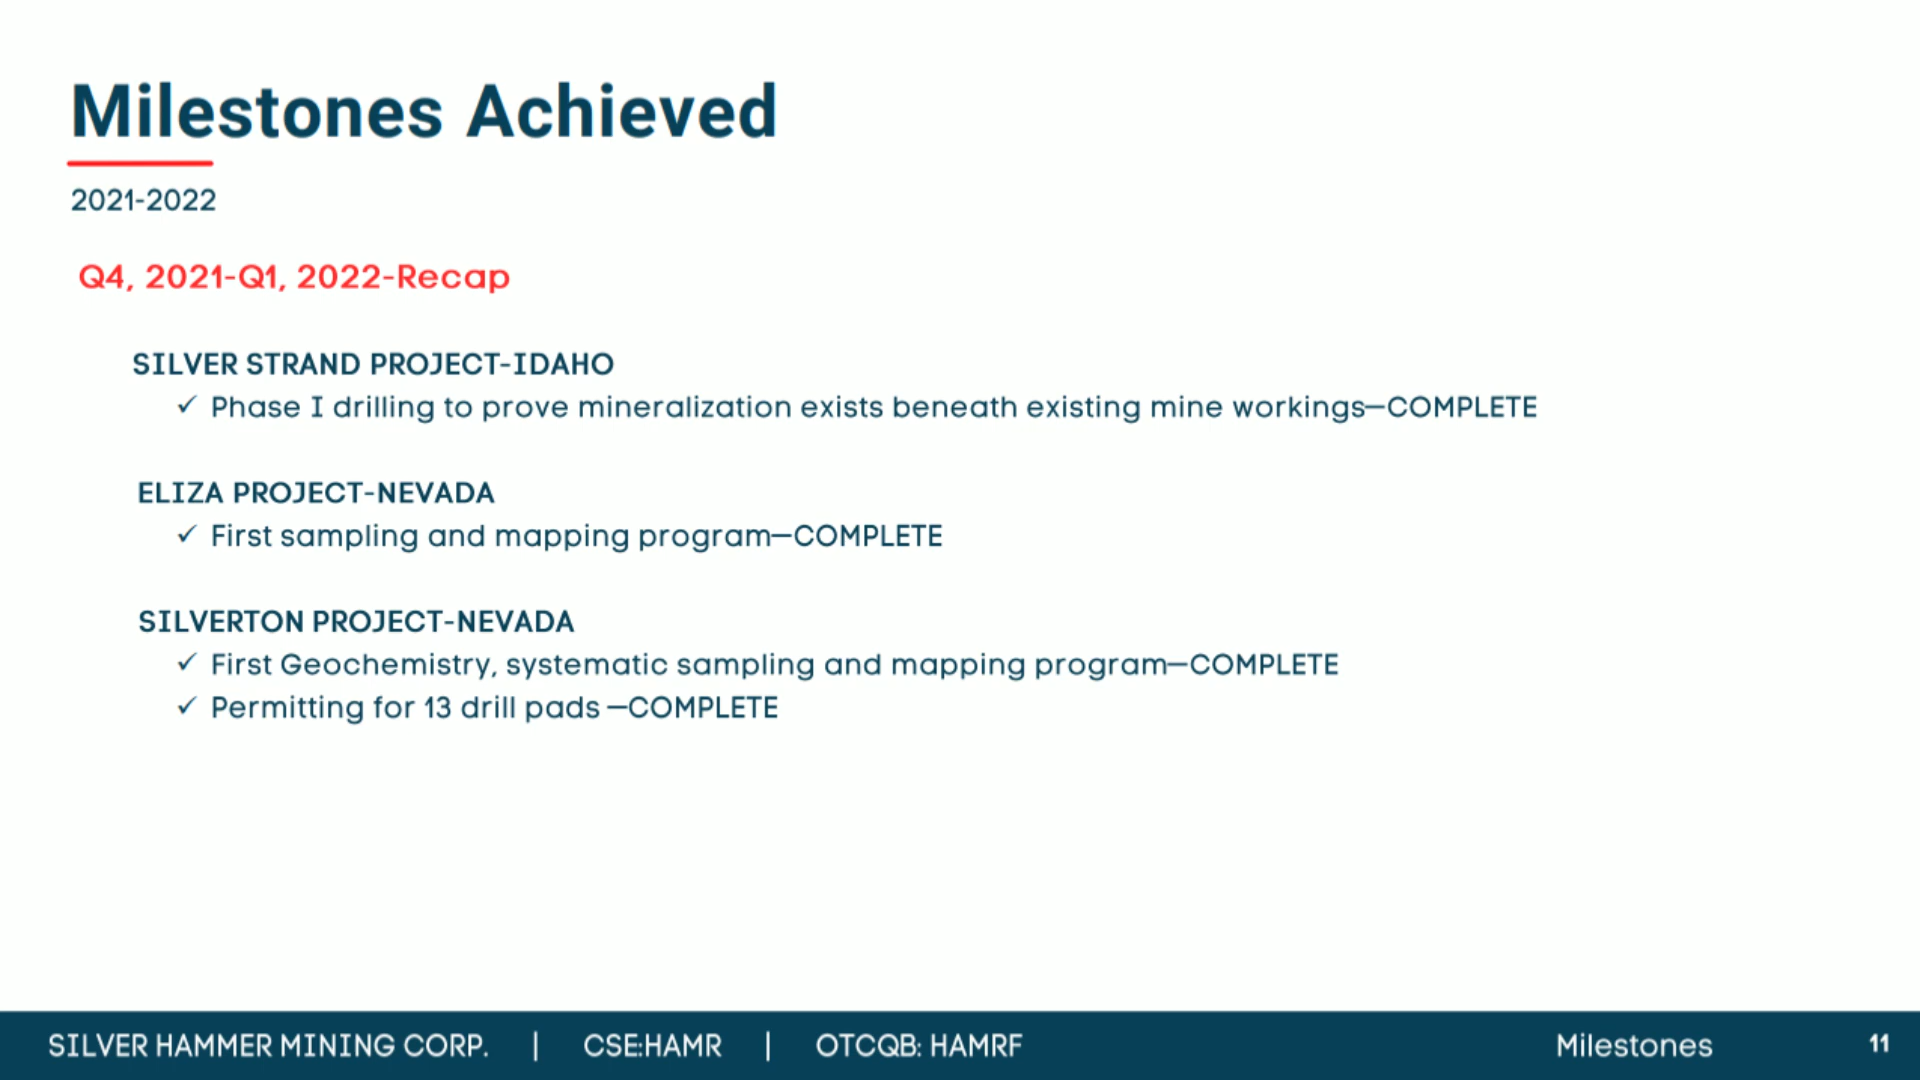 Milestones Achieved
2021-2022
Q4, 2021-Q1, 2022-Recap
SILVER STRAND PROJECT-IDAHO
✓ Phase I drilling to prove mineralization exists beneath existing mine workings—COMPLETE
ELIZA PROJECT-NEVADA
✓ First sampling and mapping program—COMPLETE
SILVERTON PROJECT-NEVADA
✓ First Geochemistry, systematic sampling and mapping program—COMPLETE
✓ Permitting for 13 drill pads —COMPLETE
SILVER HAMMER MINING CORP. | CSE:HAMR | OTCQB: HAMRF Milestones 11